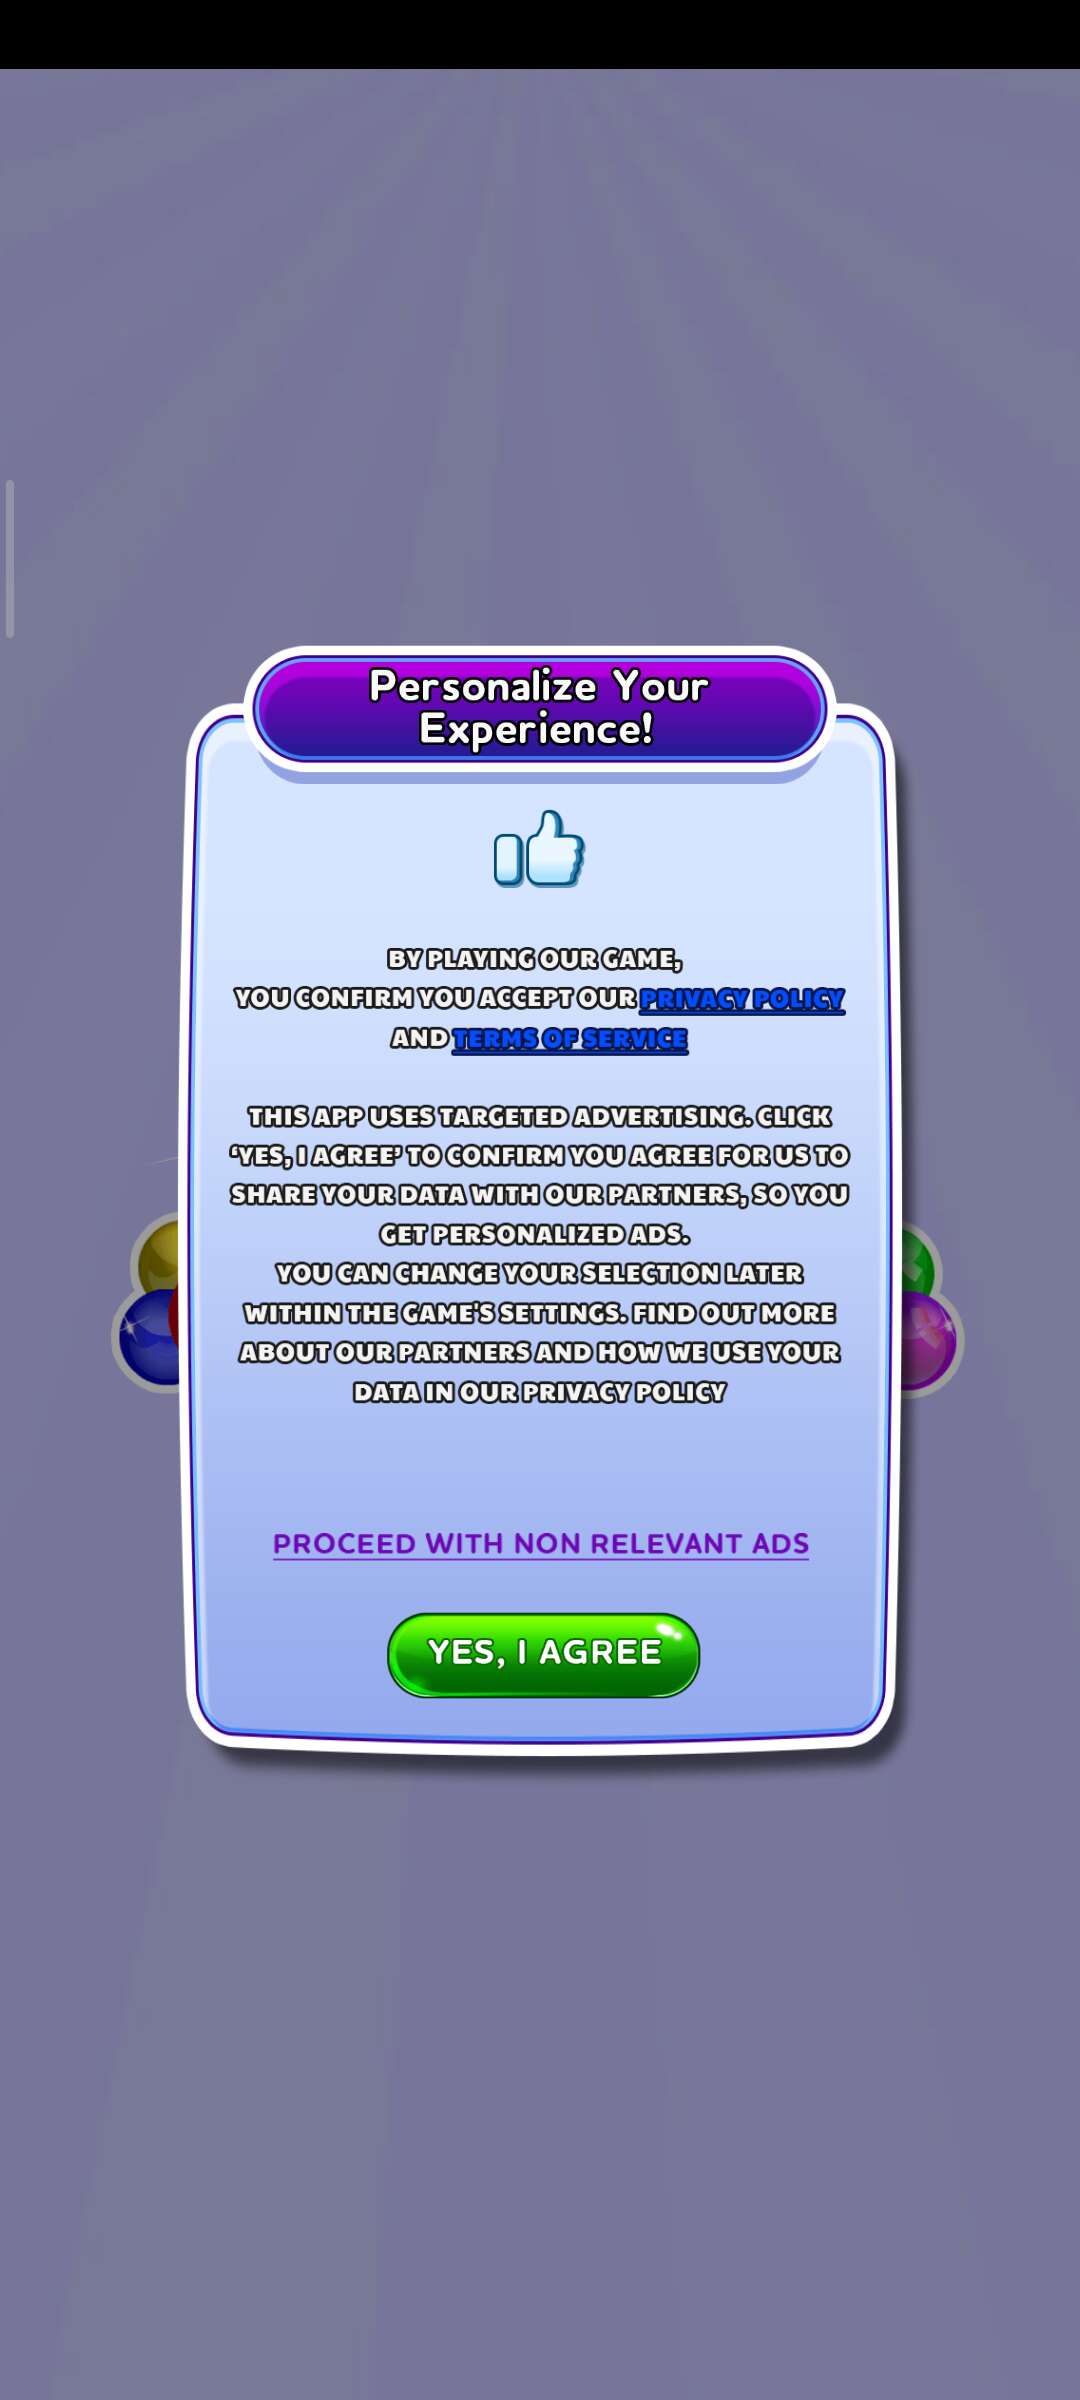 Personalize Your
Experience!
BY PLAYING OUR GAME,
YOU CONFIRM YOU ACCEPT OUR PRIVACY POLICY
AND TERMS OF SERVICE
THIS APP USES TARGETED ADVERTISING. CLICK
‘YES, I AGREE’ TO CONFIRM YOU AGREE FOR US TO
SHARE YOUR DATA WITH OUR PARTNERS, SO YOU
GET PERSONALIZED ADS.
YOU CAN CHANGE YOUR SELECTION LATER
WITHIN THE GAME'S SETTINGS. FIND OUT MORE
ABOUT OUR PARTNERS AND HOW WE USE YOUR
DATA IN OUR PRIVACY POLICY
PROCEED WITH NON RELEVANT ADS
YES, I AGREE